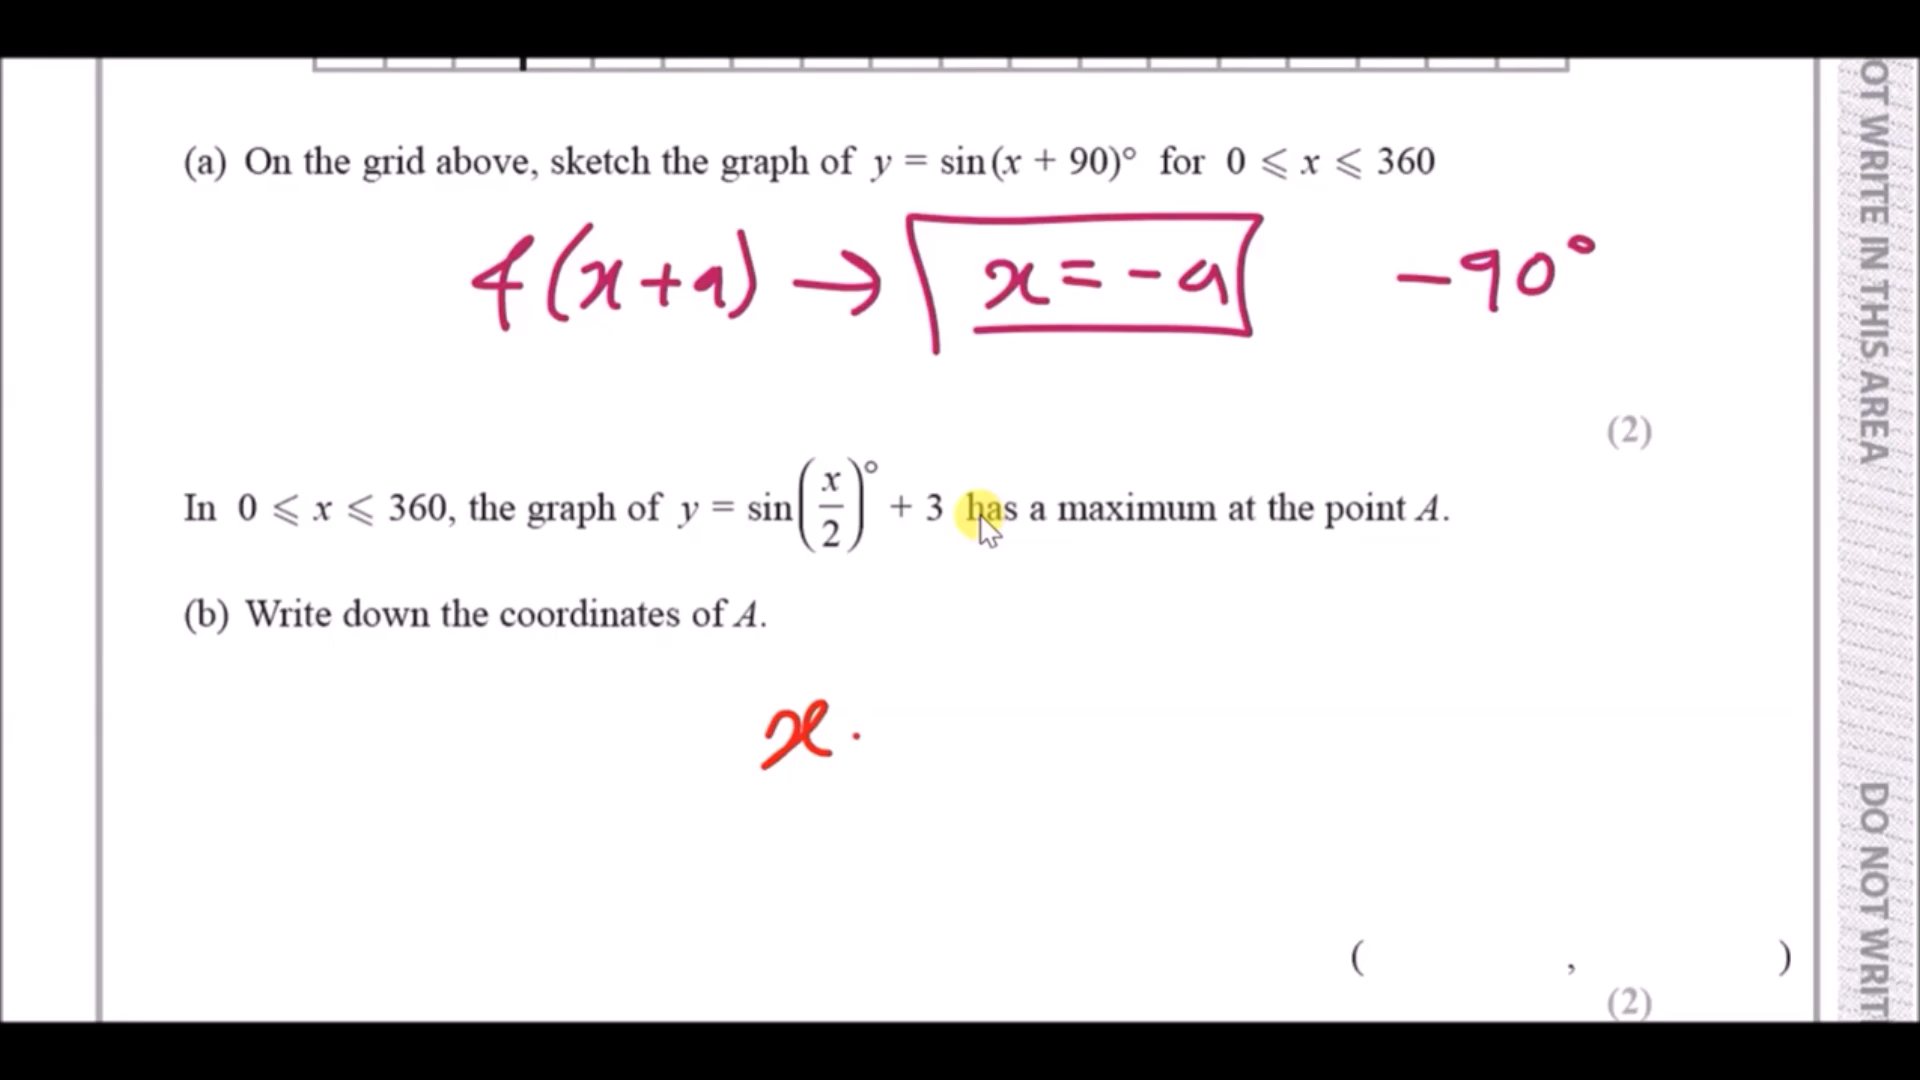 (a) On the grid above, sketch the graph of y = sin(x + 90)° for 0 ⩽ x ⩽ 360
f(x+a) → x = -a -90°
(2)
In 0 ⩽ x ⩽ 360, the graph of y = sin(x/2)° + 3 has a maximum at the point A.
(b) Write down the coordinates of A.
x .
( , )
(2)
OT WRITE IN THIS AREA
DO NOT WRIT